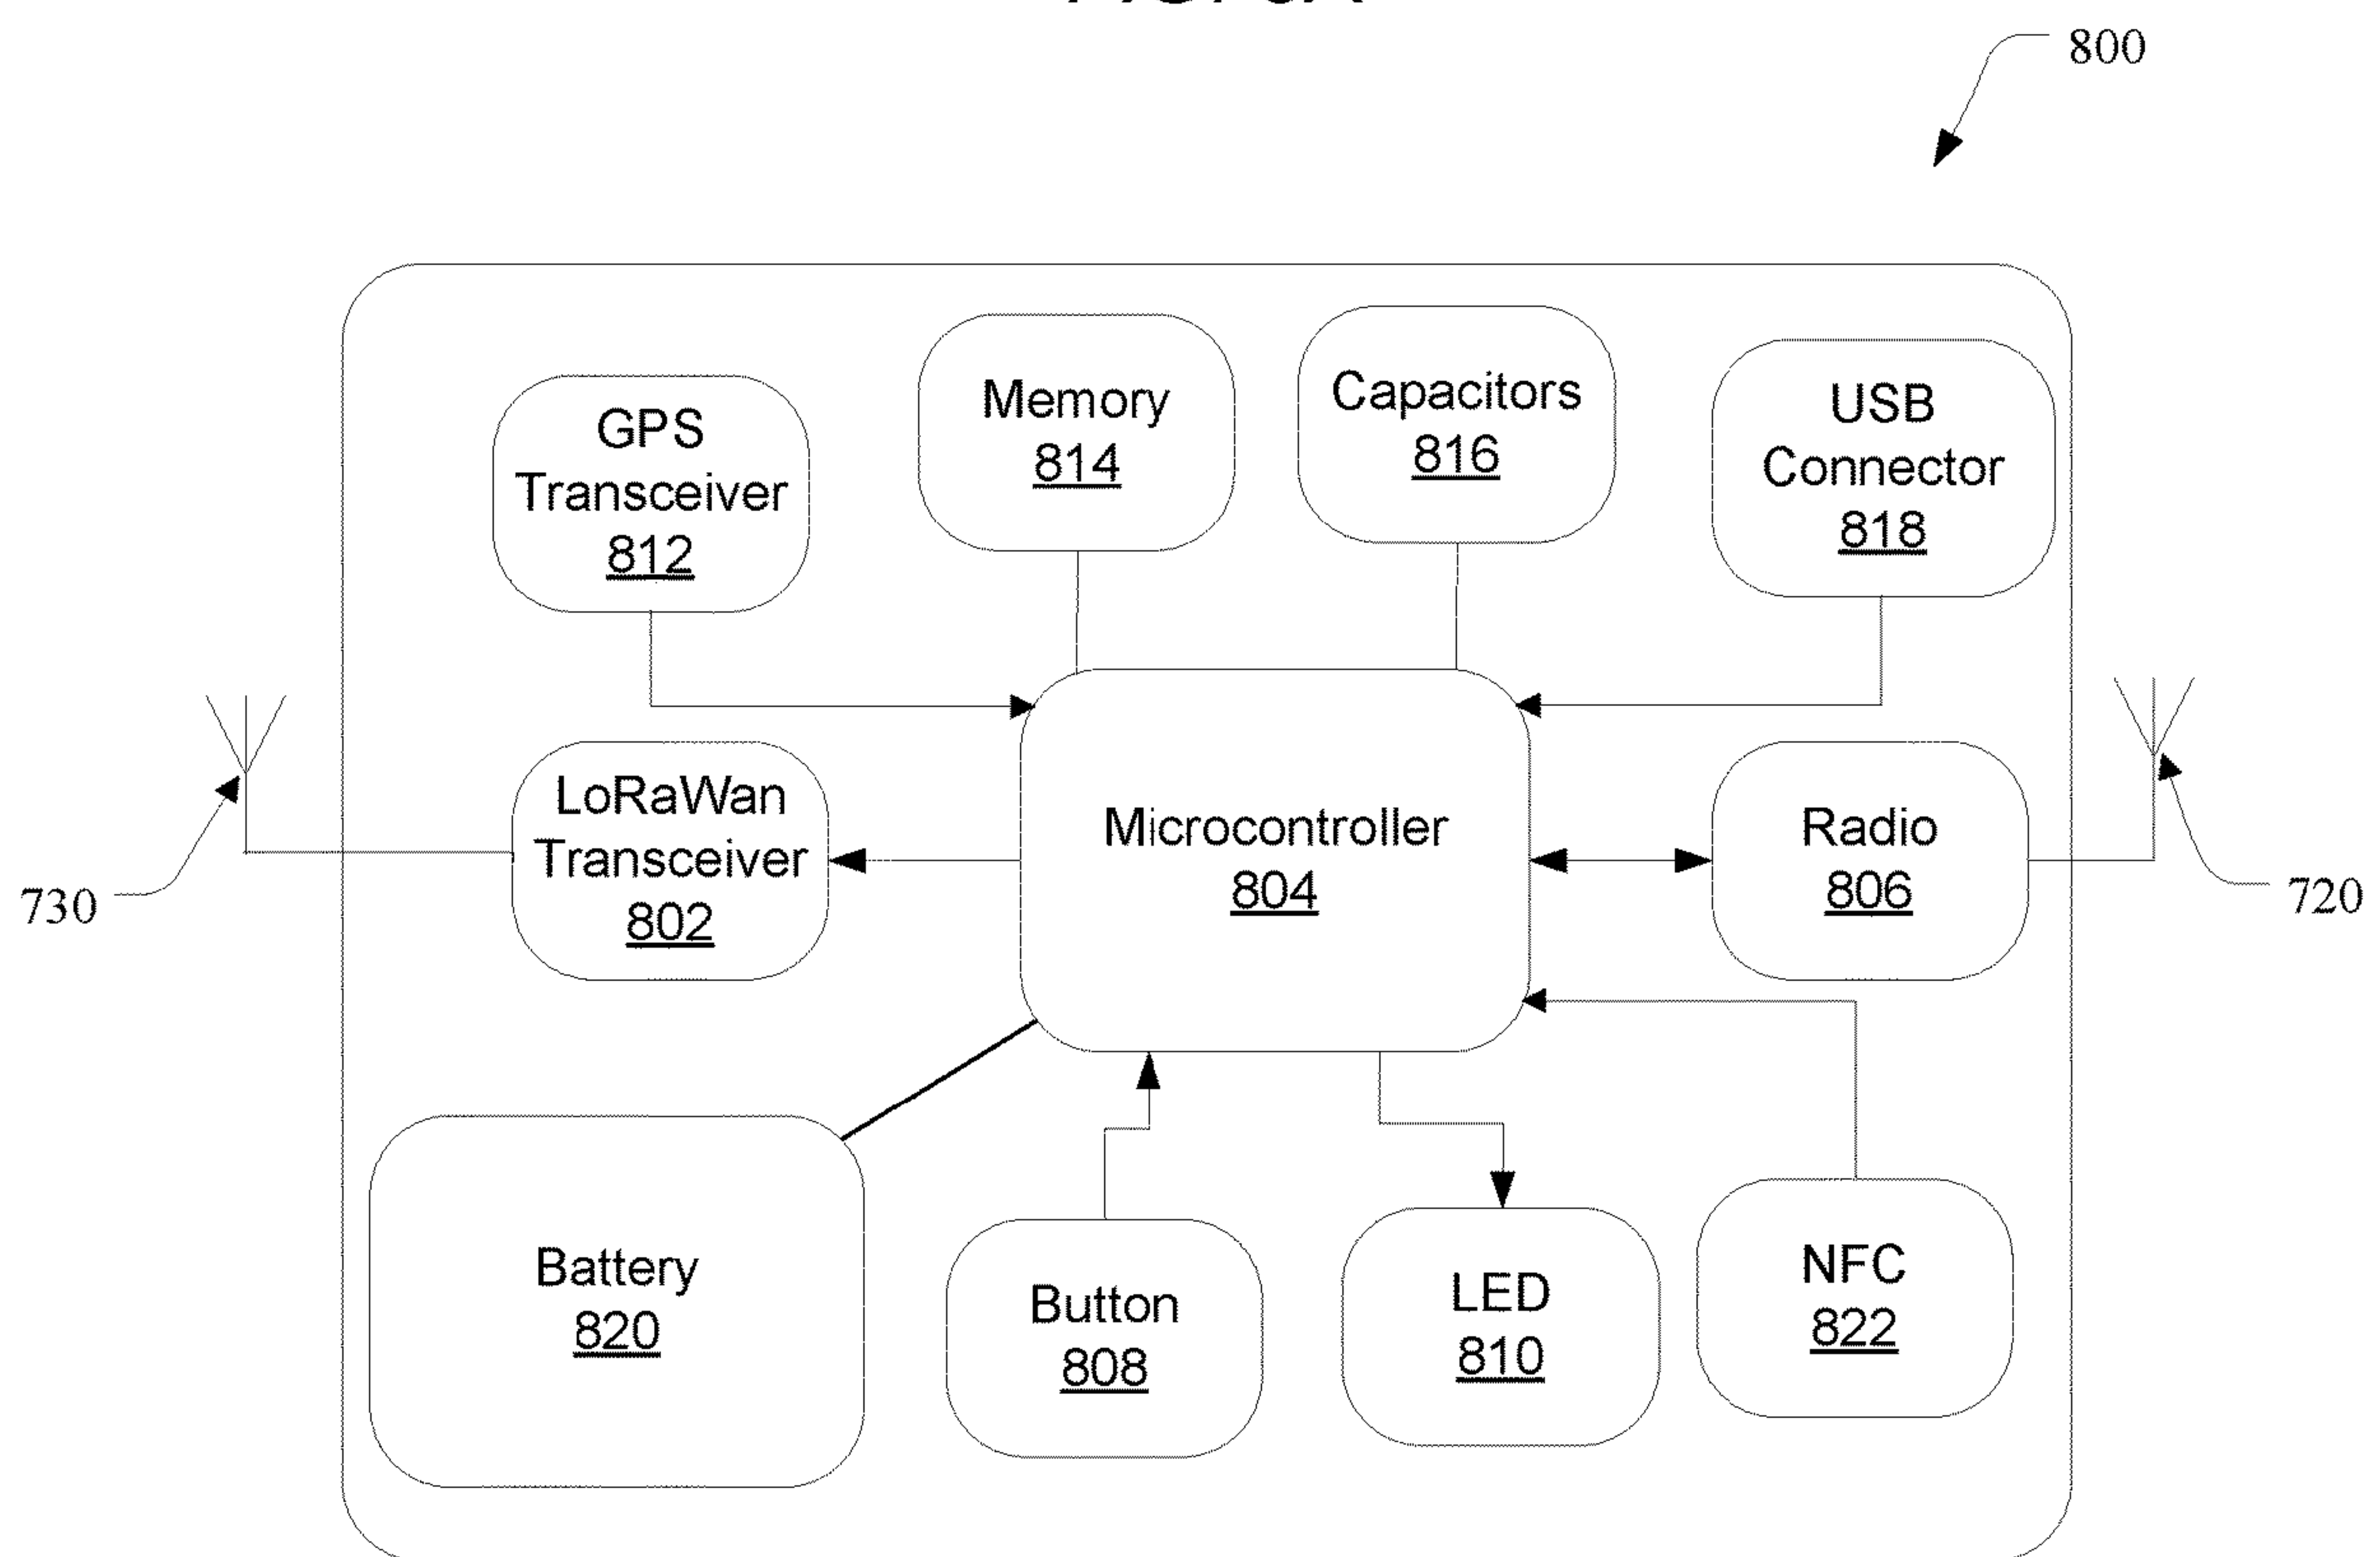 800
Memory
814
Capacitors
816
USB
Connector
818
GPS
Transceiver
812
LoRaWan
Transceiver
802
Microcontroller
804
Radio
806
730
720
Battery
820
Button
808
LED
810
NFC
822